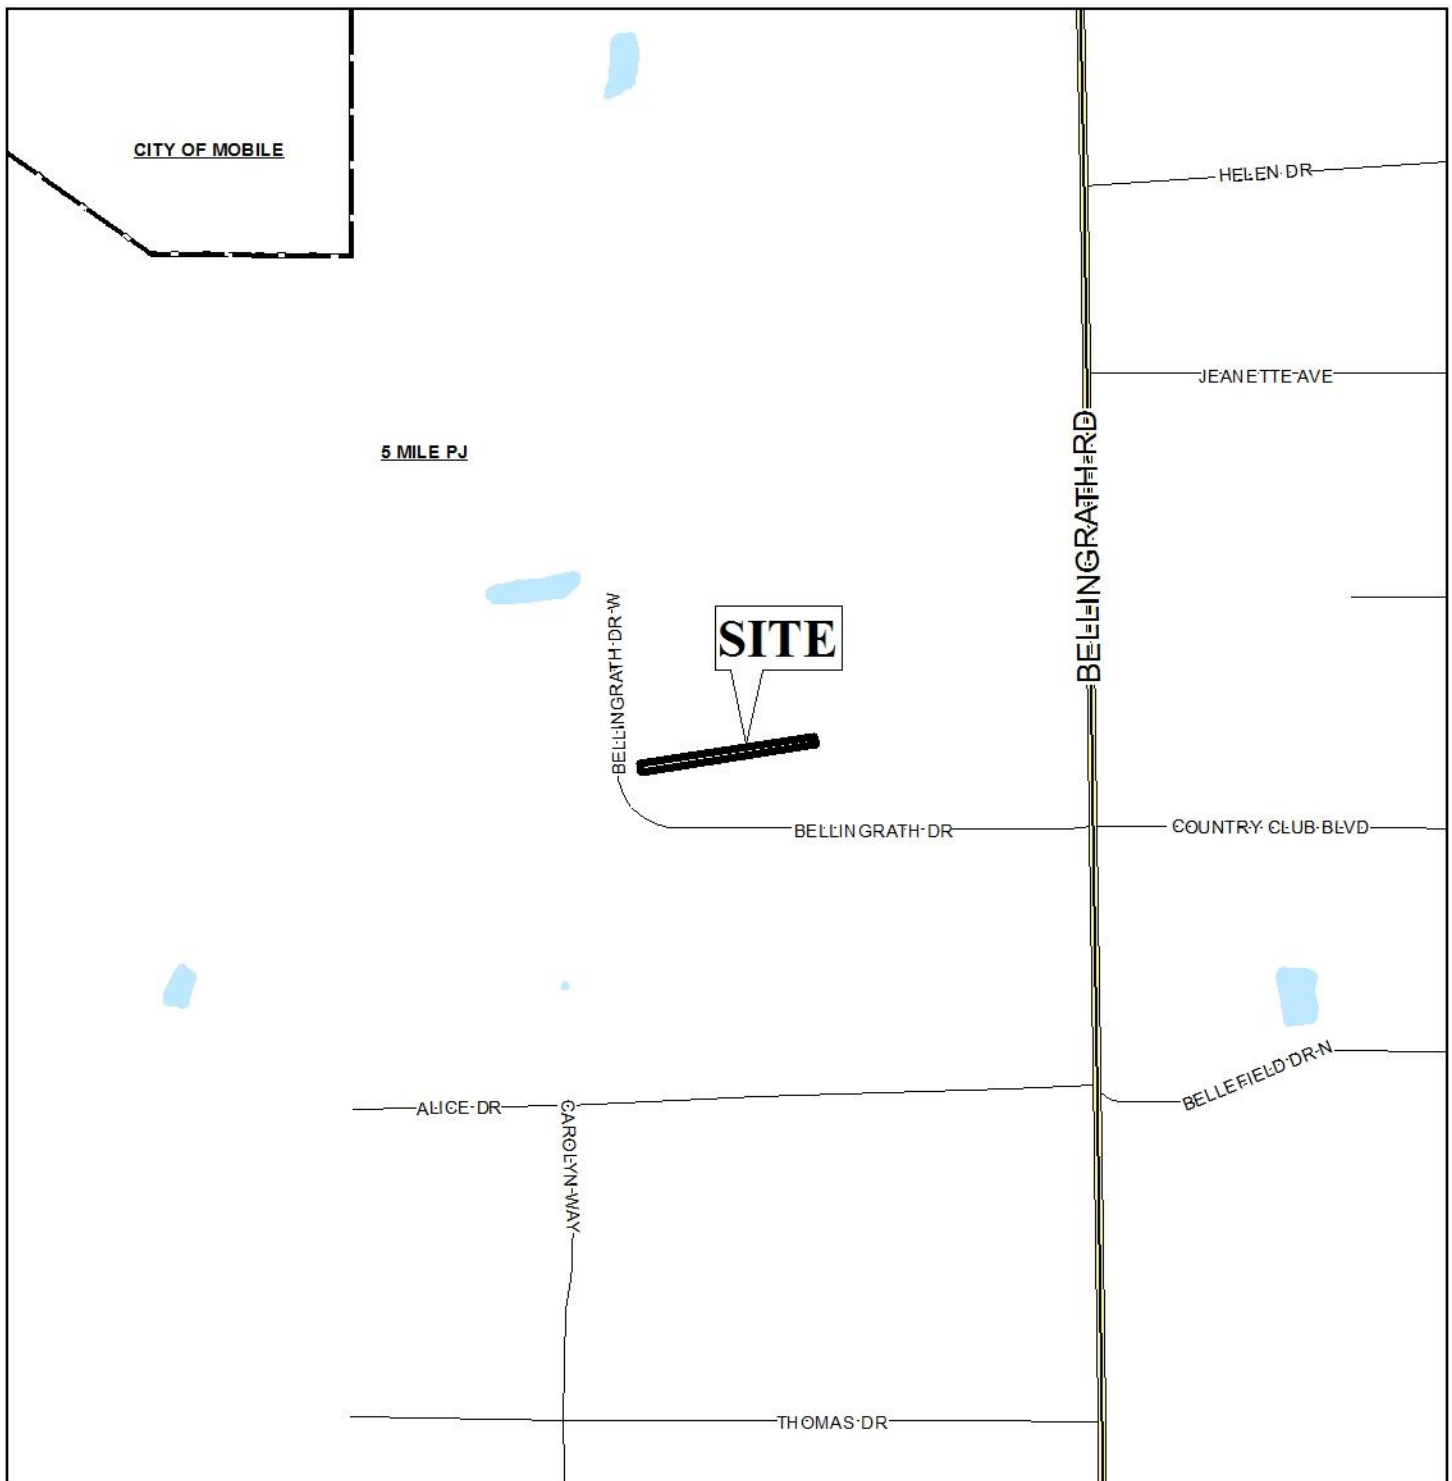 CITY OF MOBILE
HELEN DR
JEANETTE AVE
5 MILE PJ
BELLINGRATH RD
BELLINGRATH DR W
SITE
BELLINGRATH DR
COUNTRY CLUB BLVD
BELLEFIELD DR N
ALICE DR
CAROLYN WAY
THOMAS DR